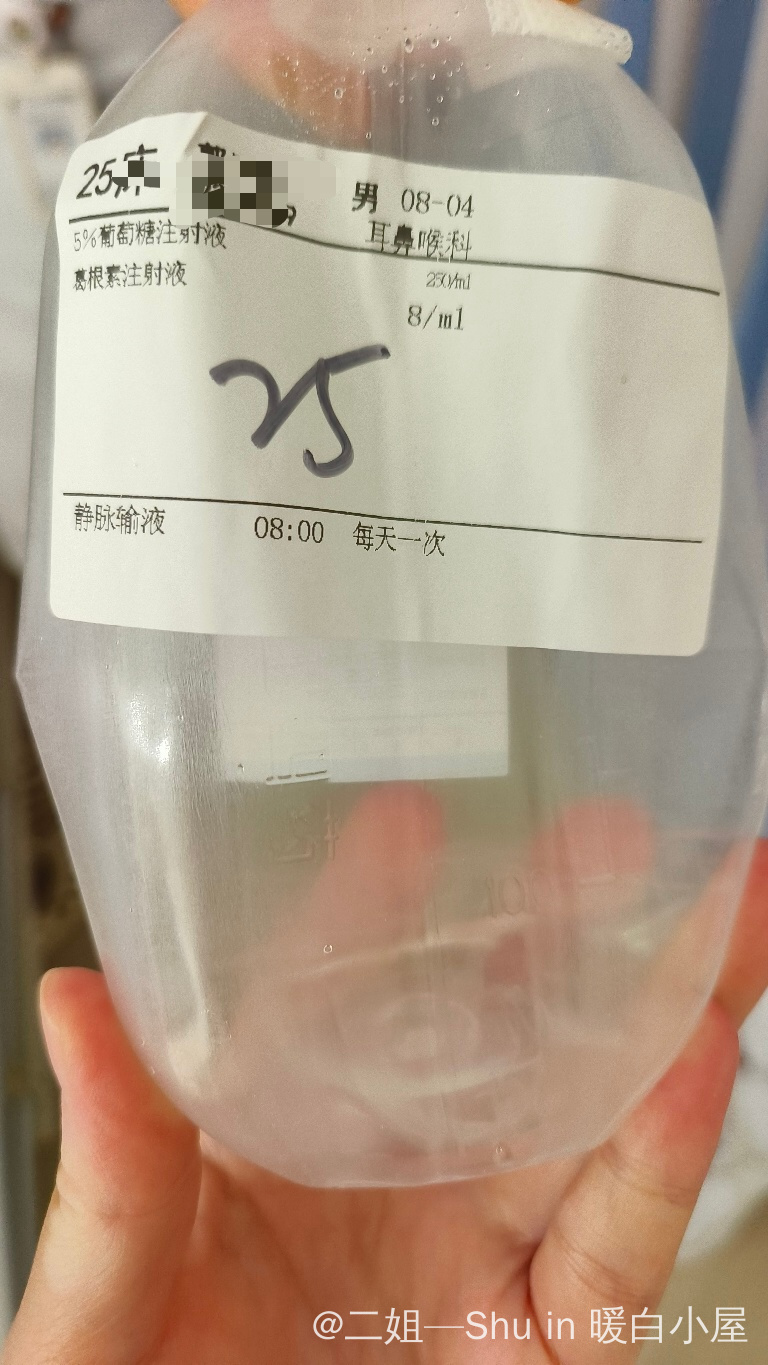 25床 男 08-04
耳鼻喉科
5%葡萄糖注射液
250/ml
葛根素注射液
8/ml
25
静脉输液 08:00 每天一次
@二姐—Shu in 暖白小屋